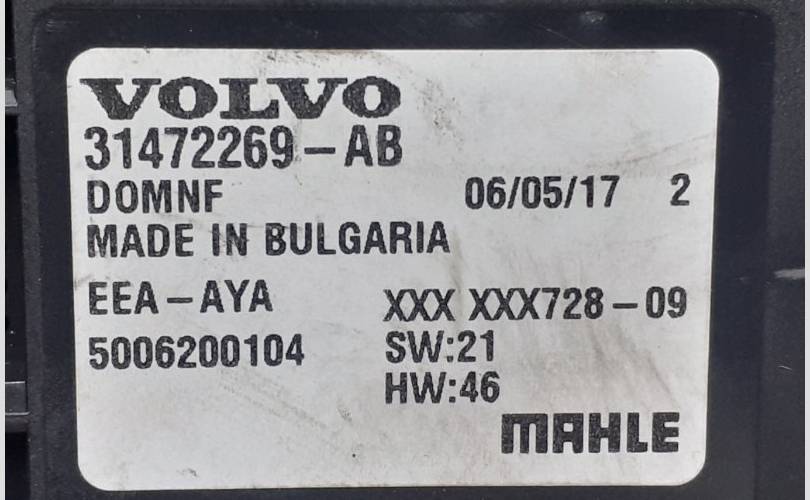 VOLVO
31472269-AB
DOMNF 06/05/17 2
MADE IN BULGARIA
EEA-AYA XXX XXX728-09
5006200104 SW:21
HW:46
MAHLE